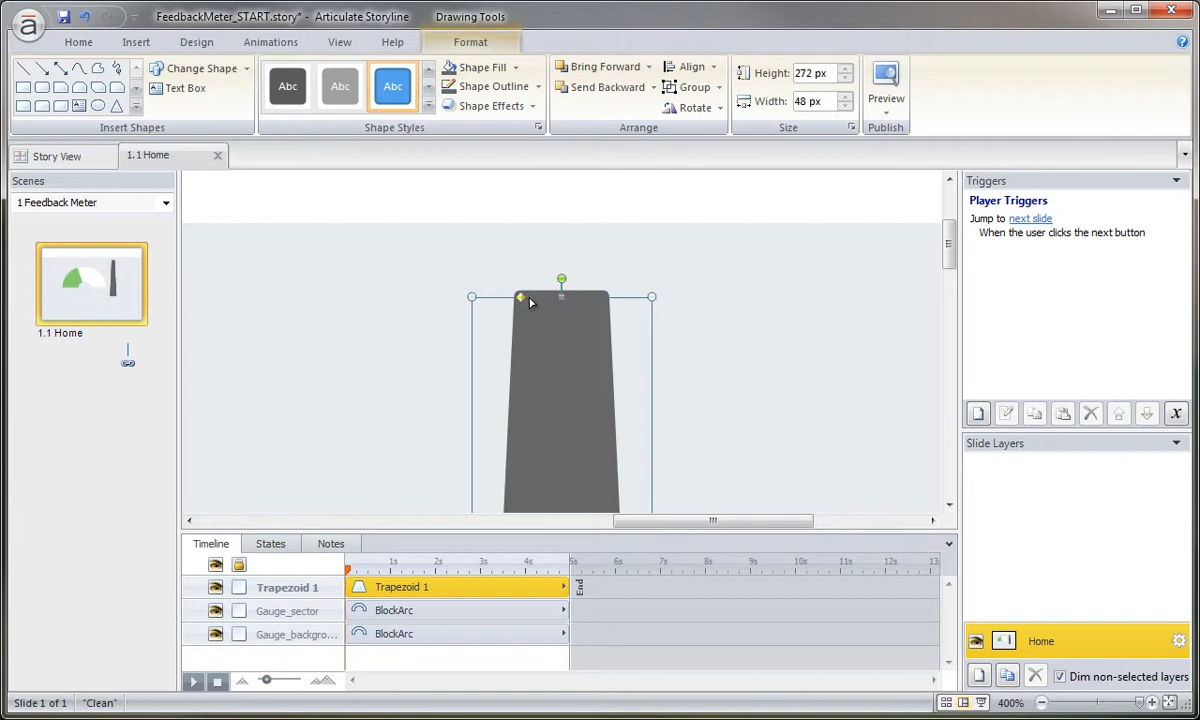 FeedbackMeter_START.story* - Articulate Storyline
Drawing Tools
Home Insert Design Animations View Help Format
Change Shape
Text Box
Insert Shapes
Abc Abc Abc
Shape Fill
Shape Outline
Shape Effects
Shape Styles
Bring Forward
Send Backward
Align
Group
Rotate
Arrange
Height: 272 px
Width: 48 px
Size
Preview
Publish
Story View
1.1 Home
Scenes
1 Feedback Meter
1.1 Home
Triggers
Player Triggers
Jump to next slide
When the user clicks the next button
x
Slide Layers
Home
Dim non-selected layers
Timeline States Notes
1s 2s 3s 4s 5s 6s 7s 8s 9s 10s 11s 12s 13
Trapezoid 1 Trapezoid 1
End
Gauge_sector BlockArc
Gauge_backgro... BlockArc
Slide 1 of 1 "Clean" 400%